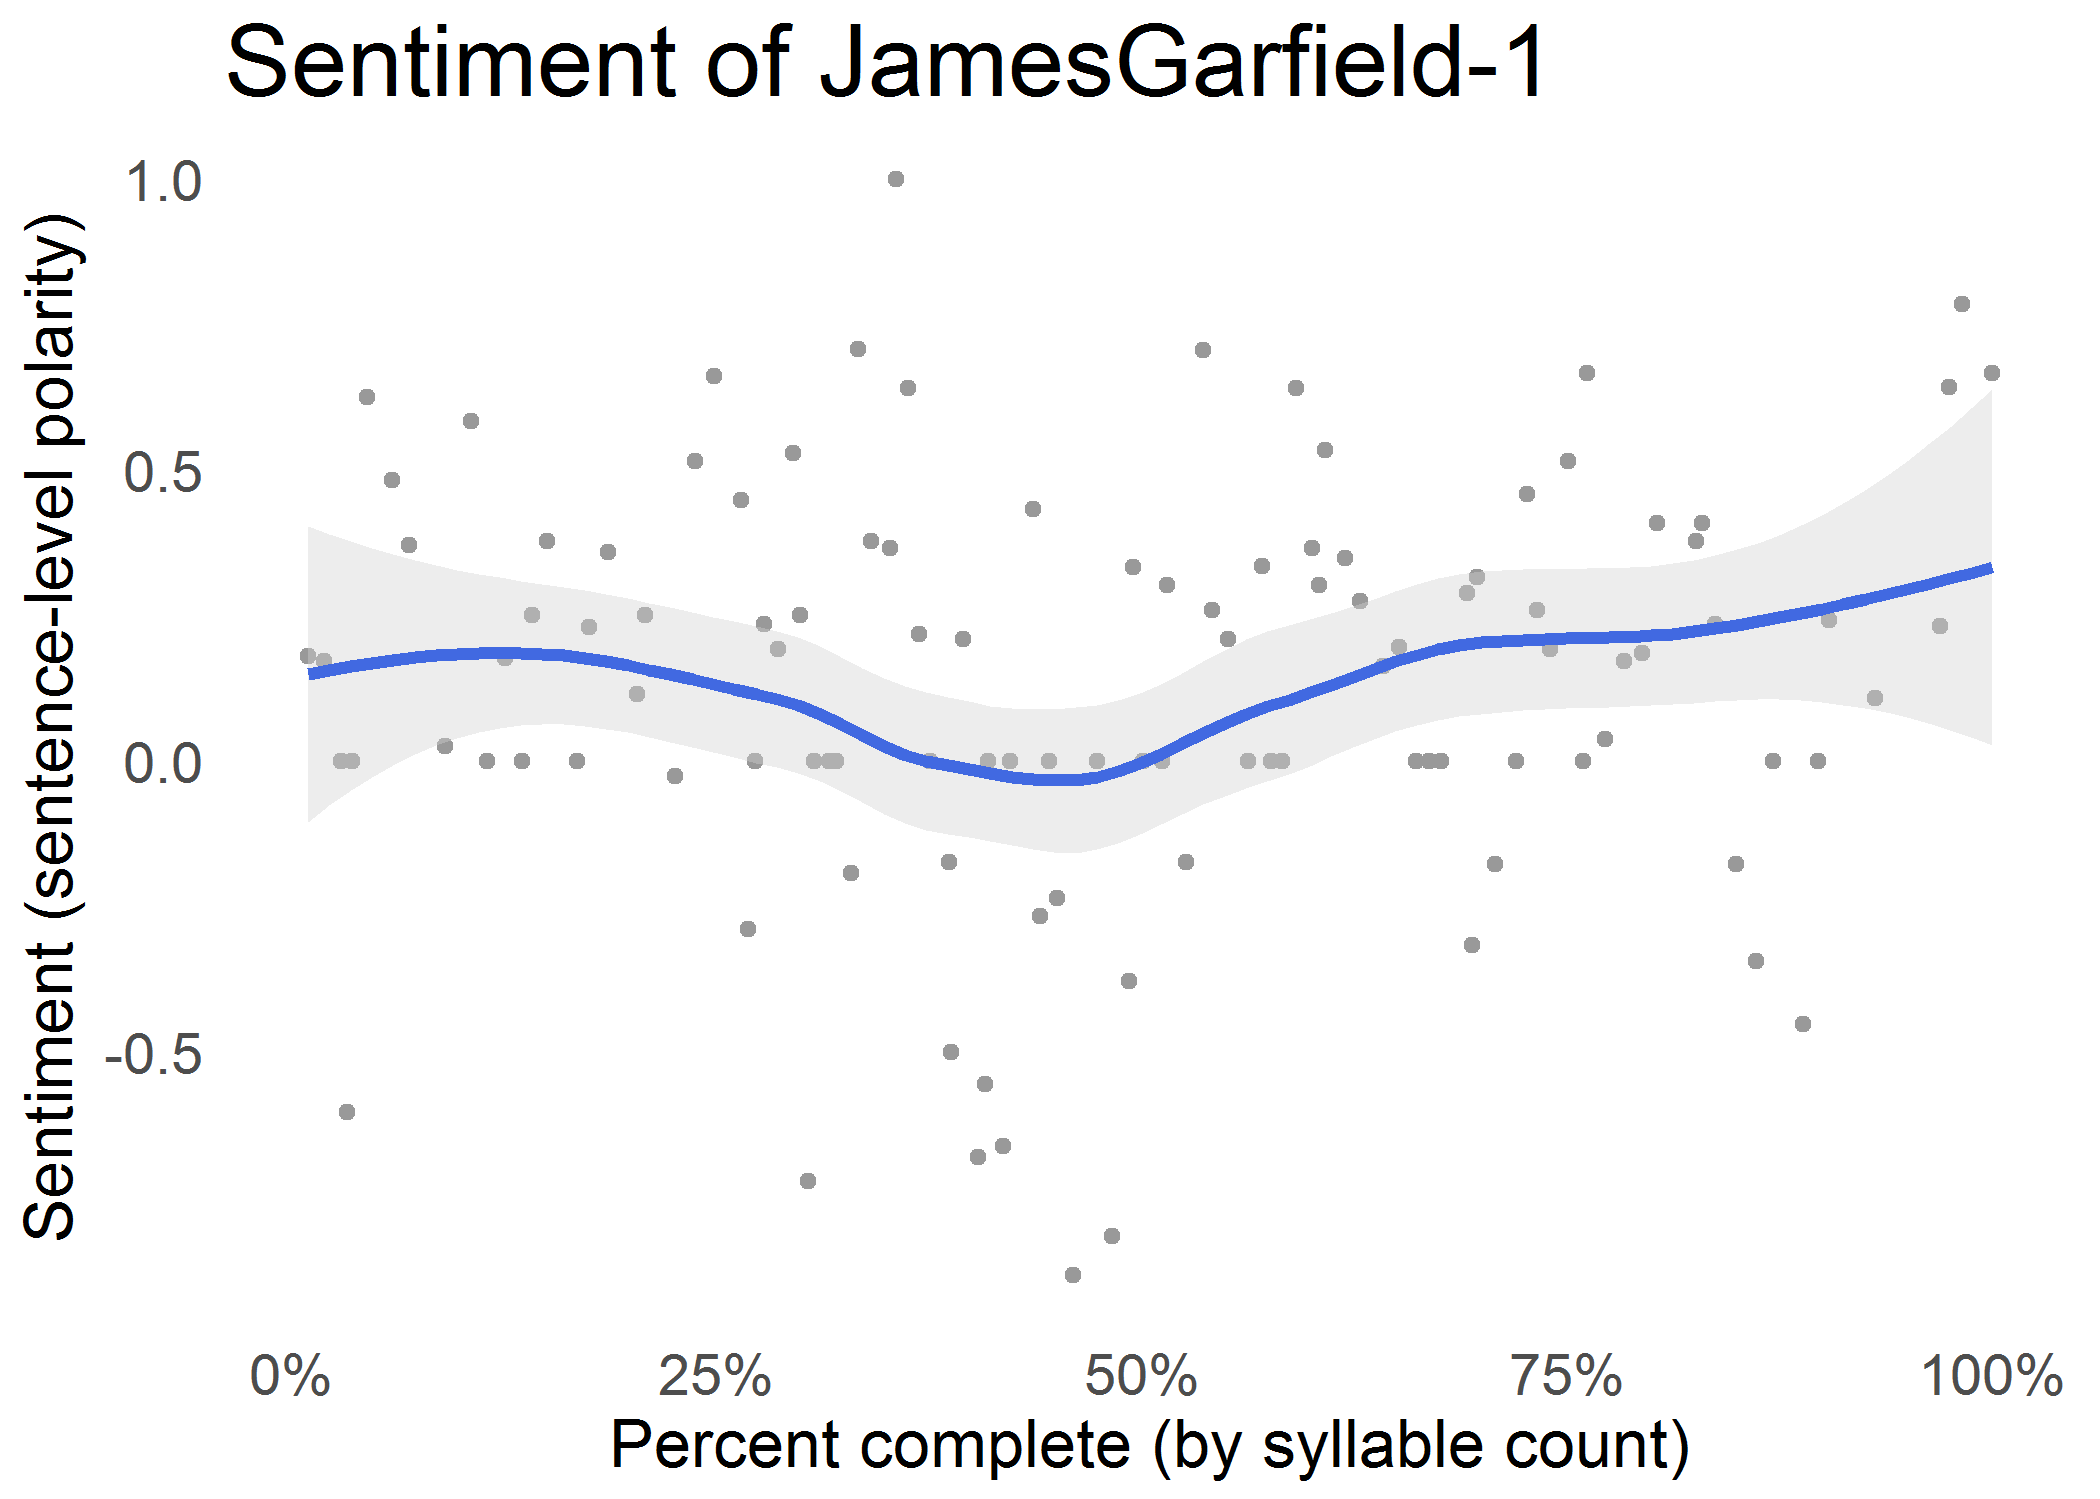 Sentiment of JamesGarfield-1
Sentiment (sentence-level polarity)
1.0
0.5
0.0
-0.5
0% 25% 50% 75% 100%
Percent complete (by syllable count)